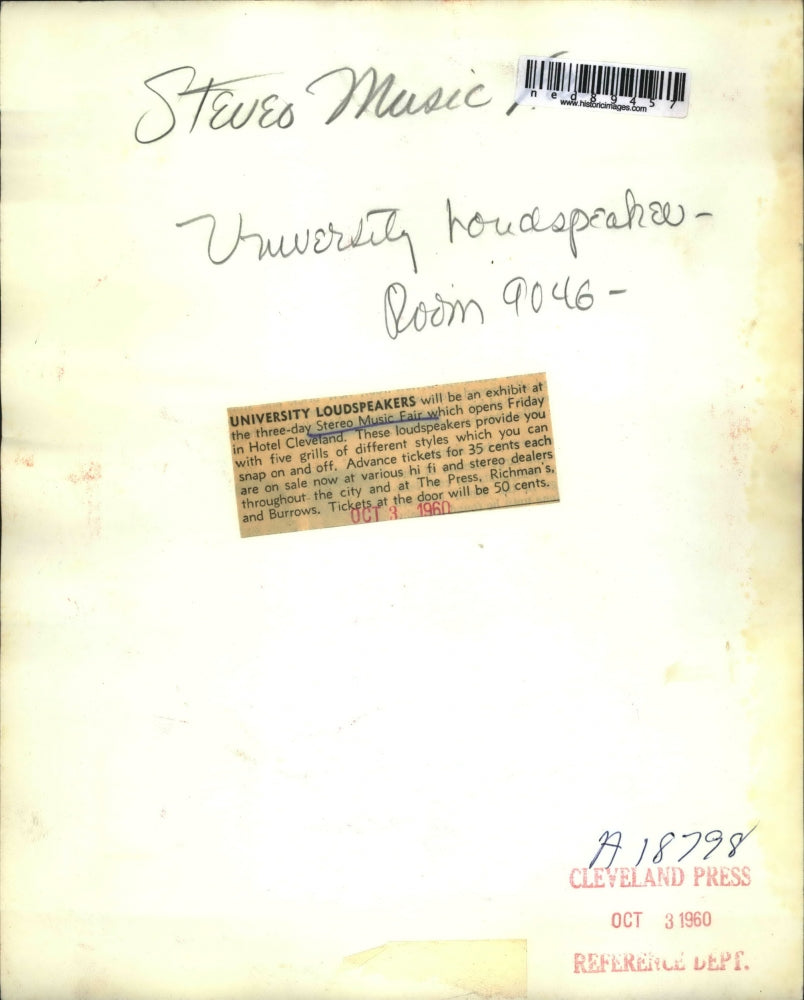 Stereo Music
ned89457
www.historicimages.com
University Loudspeaker -
Room 9046 -
UNIVERSITY LOUDSPEAKERS will be an exhibit at
the three-day Stereo Music Fair which opens Friday
in Hotel Cleveland. These loudspeakers provide you
with five grills of different styles which you can
snap on and off. Advance tickets for 35 cents each
are on sale now at various hi fi and stereo dealers
throughout the city and at The Press, Richman's,
and Burrows. Tickets at the door will be 50 cents.
OCT 3 1960
A 18798
CLEVELAND PRESS
OCT 3 1960
REFERENCE DEPT.